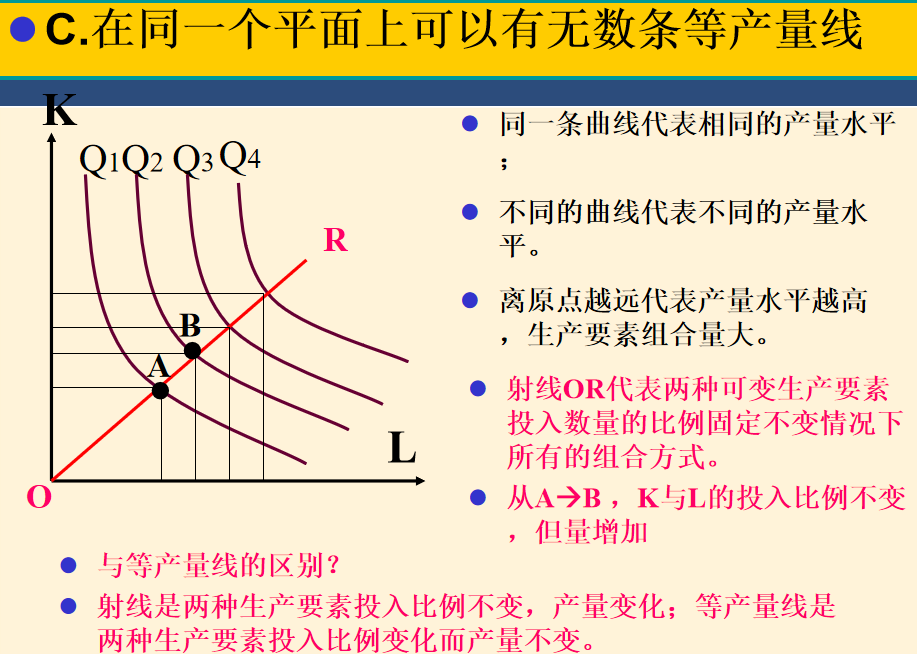 C.在同一个平面上可以有无数条等产量线
K
Q1Q2 Q3 Q4
R
B
A
L
O
同一条曲线代表相同的产量水平
；
不同的曲线代表不同的产量水
平。
离原点越远代表产量水平越高
，生产要素组合量大。
射线OR代表两种可变生产要素
投入数量的比例固定不变情况下
所有的组合方式。
从A→B ，K与L的投入比例不变
，但量增加
与等产量线的区别？
射线是两种生产要素投入比例不变，产量变化；等产量线是
两种生产要素投入比例变化而产量不变。